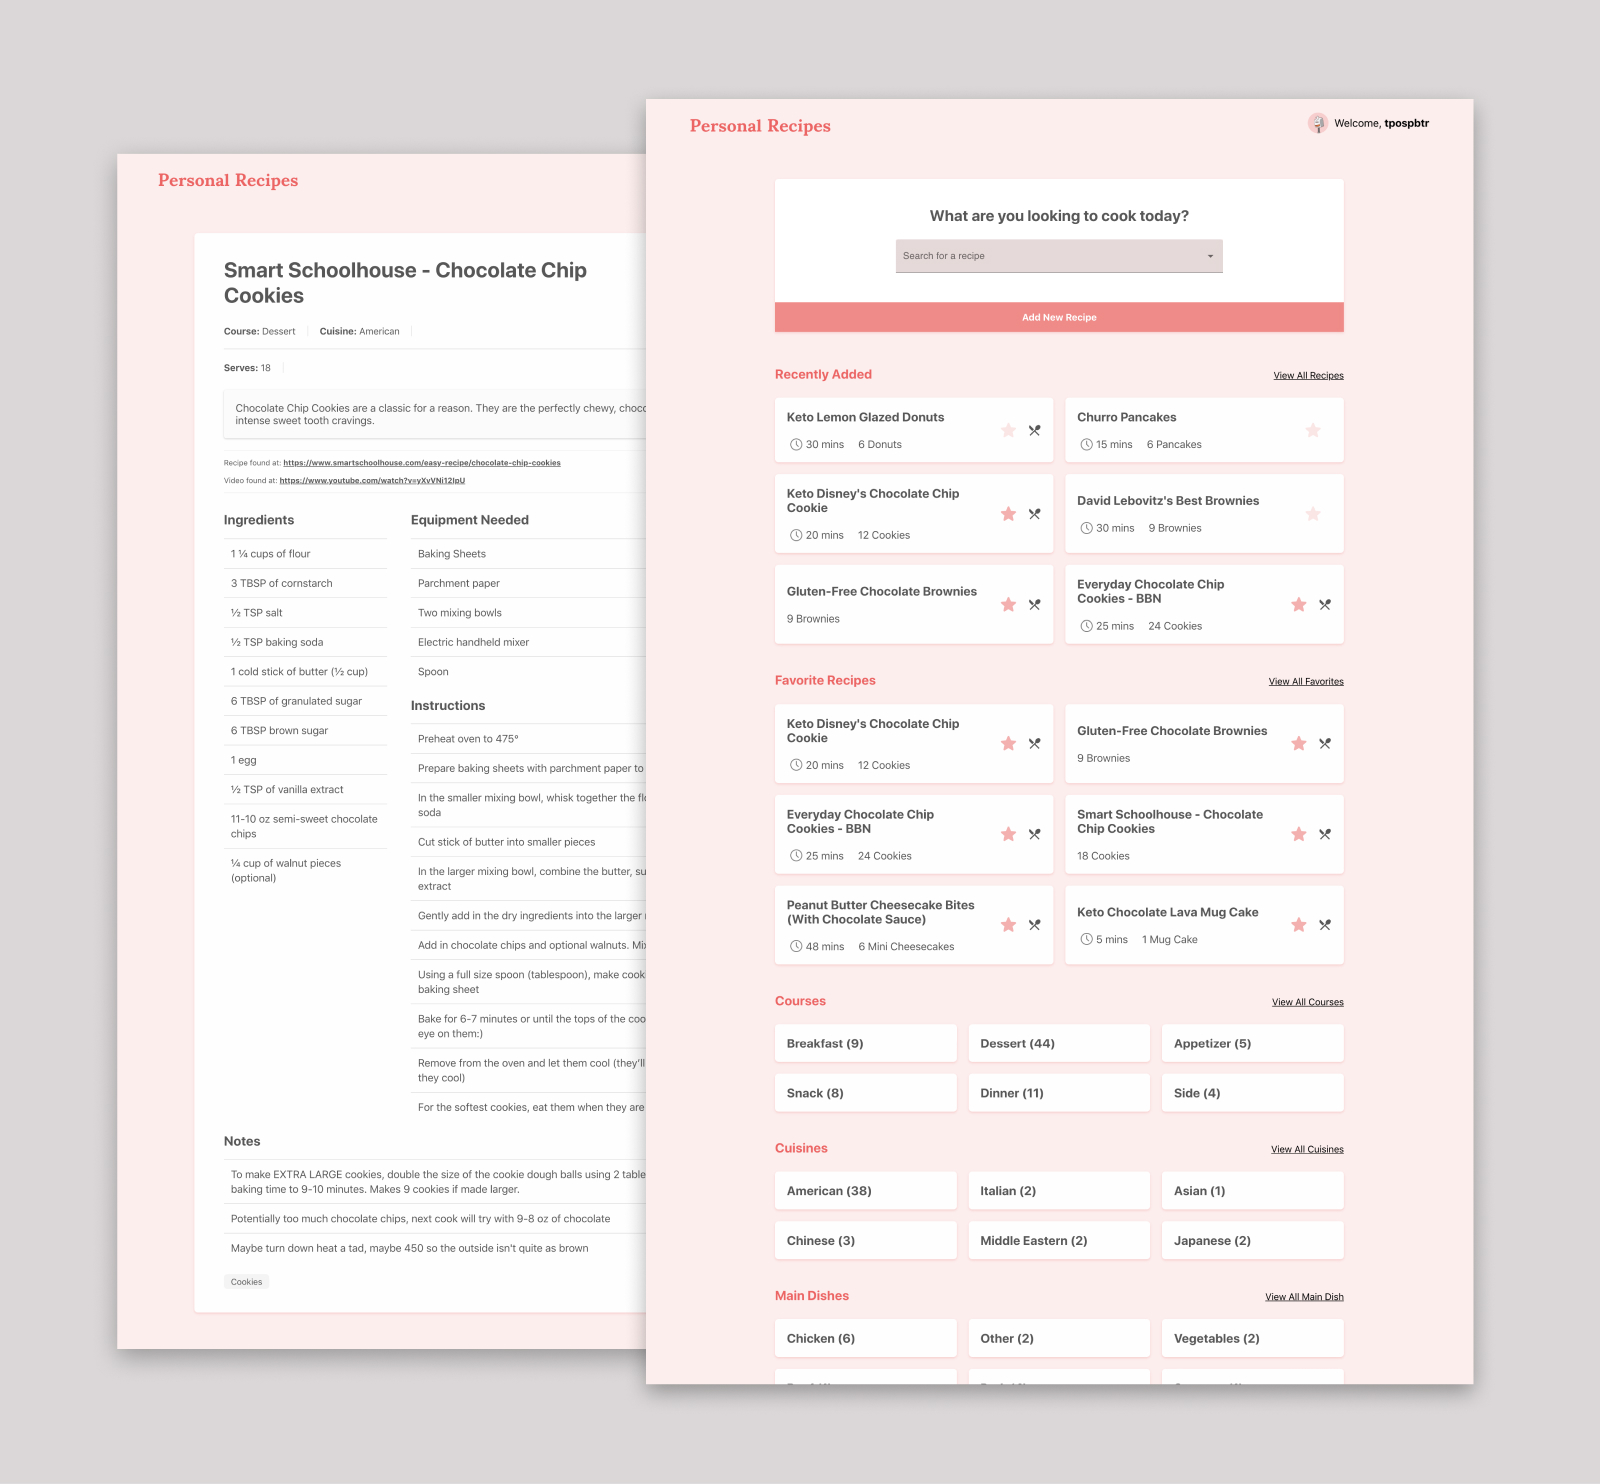 Personal Recipes
Smart Schoolhouse - Chocolate Chip
Cookies
Course: Dessert
Cuisine: American
Serves: 18
Chocolate Chip Cookies are a classic for a reason. They are the perfectly chewy, choco
intense sweet tooth cravings.
Recipe found at: https://www.smartschoolhouse.com/easy-recipe/chocolate-chip-cookies
Video found at: https://www.youtube.com/watch?v=yXvVNi12IpU
Ingredients
1 ¼ cups of flour
3 TBSP of cornstarch
½ TSP salt
½ TSP baking soda
1 cold stick of butter (½ cup)
6 TBSP of granulated sugar
6 TBSP brown sugar
1 egg
½ TSP of vanilla extract
11-10 oz semi-sweet chocolate
chips
¼ cup of walnut pieces
(optional)
Equipment Needed
Baking Sheets
Parchment paper
Two mixing bowls
Electric handheld mixer
Spoon
Instructions
Preheat oven to 475°
Prepare baking sheets with parchment paper to
In the smaller mixing bowl, whisk together the flo
soda
Cut stick of butter into smaller pieces
In the larger mixing bowl, combine the butter, su
extract
Gently add in the dry ingredients into the larger
Add in chocolate chips and optional walnuts. Mi
Using a full size spoon (tablespoon), make cook
baking sheet
Bake for 6-7 minutes or until the tops of the coo
eye on them:)
Remove from the oven and let them cool (they'll
they cool)
For the softest cookies, eat them when they are
Notes
To make EXTRA LARGE cookies, double the size of the cookie dough balls using 2 table
baking time to 9-10 minutes. Makes 9 cookies if made larger.
Potentially too much chocolate chips, next cook will try with 9-8 oz of chocolate
Maybe turn down heat a tad, maybe 450 so the outside isn't quite as brown
Cookies
Personal Recipes
Welcome, tpospbtr
What are you looking to cook today?
Search for a recipe
Add New Recipe
Recently Added
View All Recipes
Keto Lemon Glazed Donuts
30 mins 6 Donuts
Churro Pancakes
15 mins 6 Pancakes
Keto Disney's Chocolate Chip
Cookie
20 mins 12 Cookies
David Lebovitz's Best Brownies
30 mins 9 Brownies
Gluten-Free Chocolate Brownies
9 Brownies
Everyday Chocolate Chip
Cookies - BBN
25 mins 24 Cookies
Favorite Recipes
View All Favorites
Keto Disney's Chocolate Chip
Cookie
20 mins 12 Cookies
Gluten-Free Chocolate Brownies
9 Brownies
Everyday Chocolate Chip
Cookies - BBN
25 mins 24 Cookies
Smart Schoolhouse - Chocolate
Chip Cookies
18 Cookies
Peanut Butter Cheesecake Bites
(With Chocolate Sauce)
48 mins 6 Mini Cheesecakes
Keto Chocolate Lava Mug Cake
5 mins 1 Mug Cake
Courses
View All Courses
Breakfast (9)
Dessert (44)
Appetizer (5)
Snack (8)
Dinner (11)
Side (4)
Cuisines
View All Cuisines
American (38)
Italian (2)
Asian (1)
Chinese (3)
Middle Eastern (2)
Japanese (2)
Main Dishes
View All Main Dish
Chicken (6)
Other (2)
Vegetables (2)